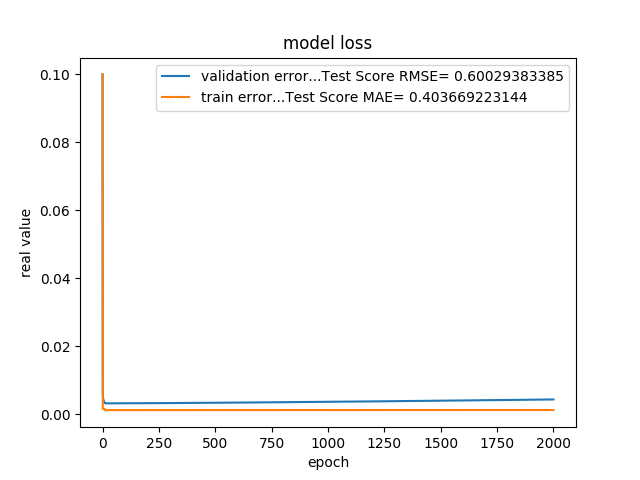 model loss
validation error...Test Score RMSE= 0.60029383385
train error...Test Score MAE= 0.403669223144
real value
0.10
0.08
0.06
0.04
0.02
0.00
0 250 500 750 1000 1250 1500 1750 2000
epoch